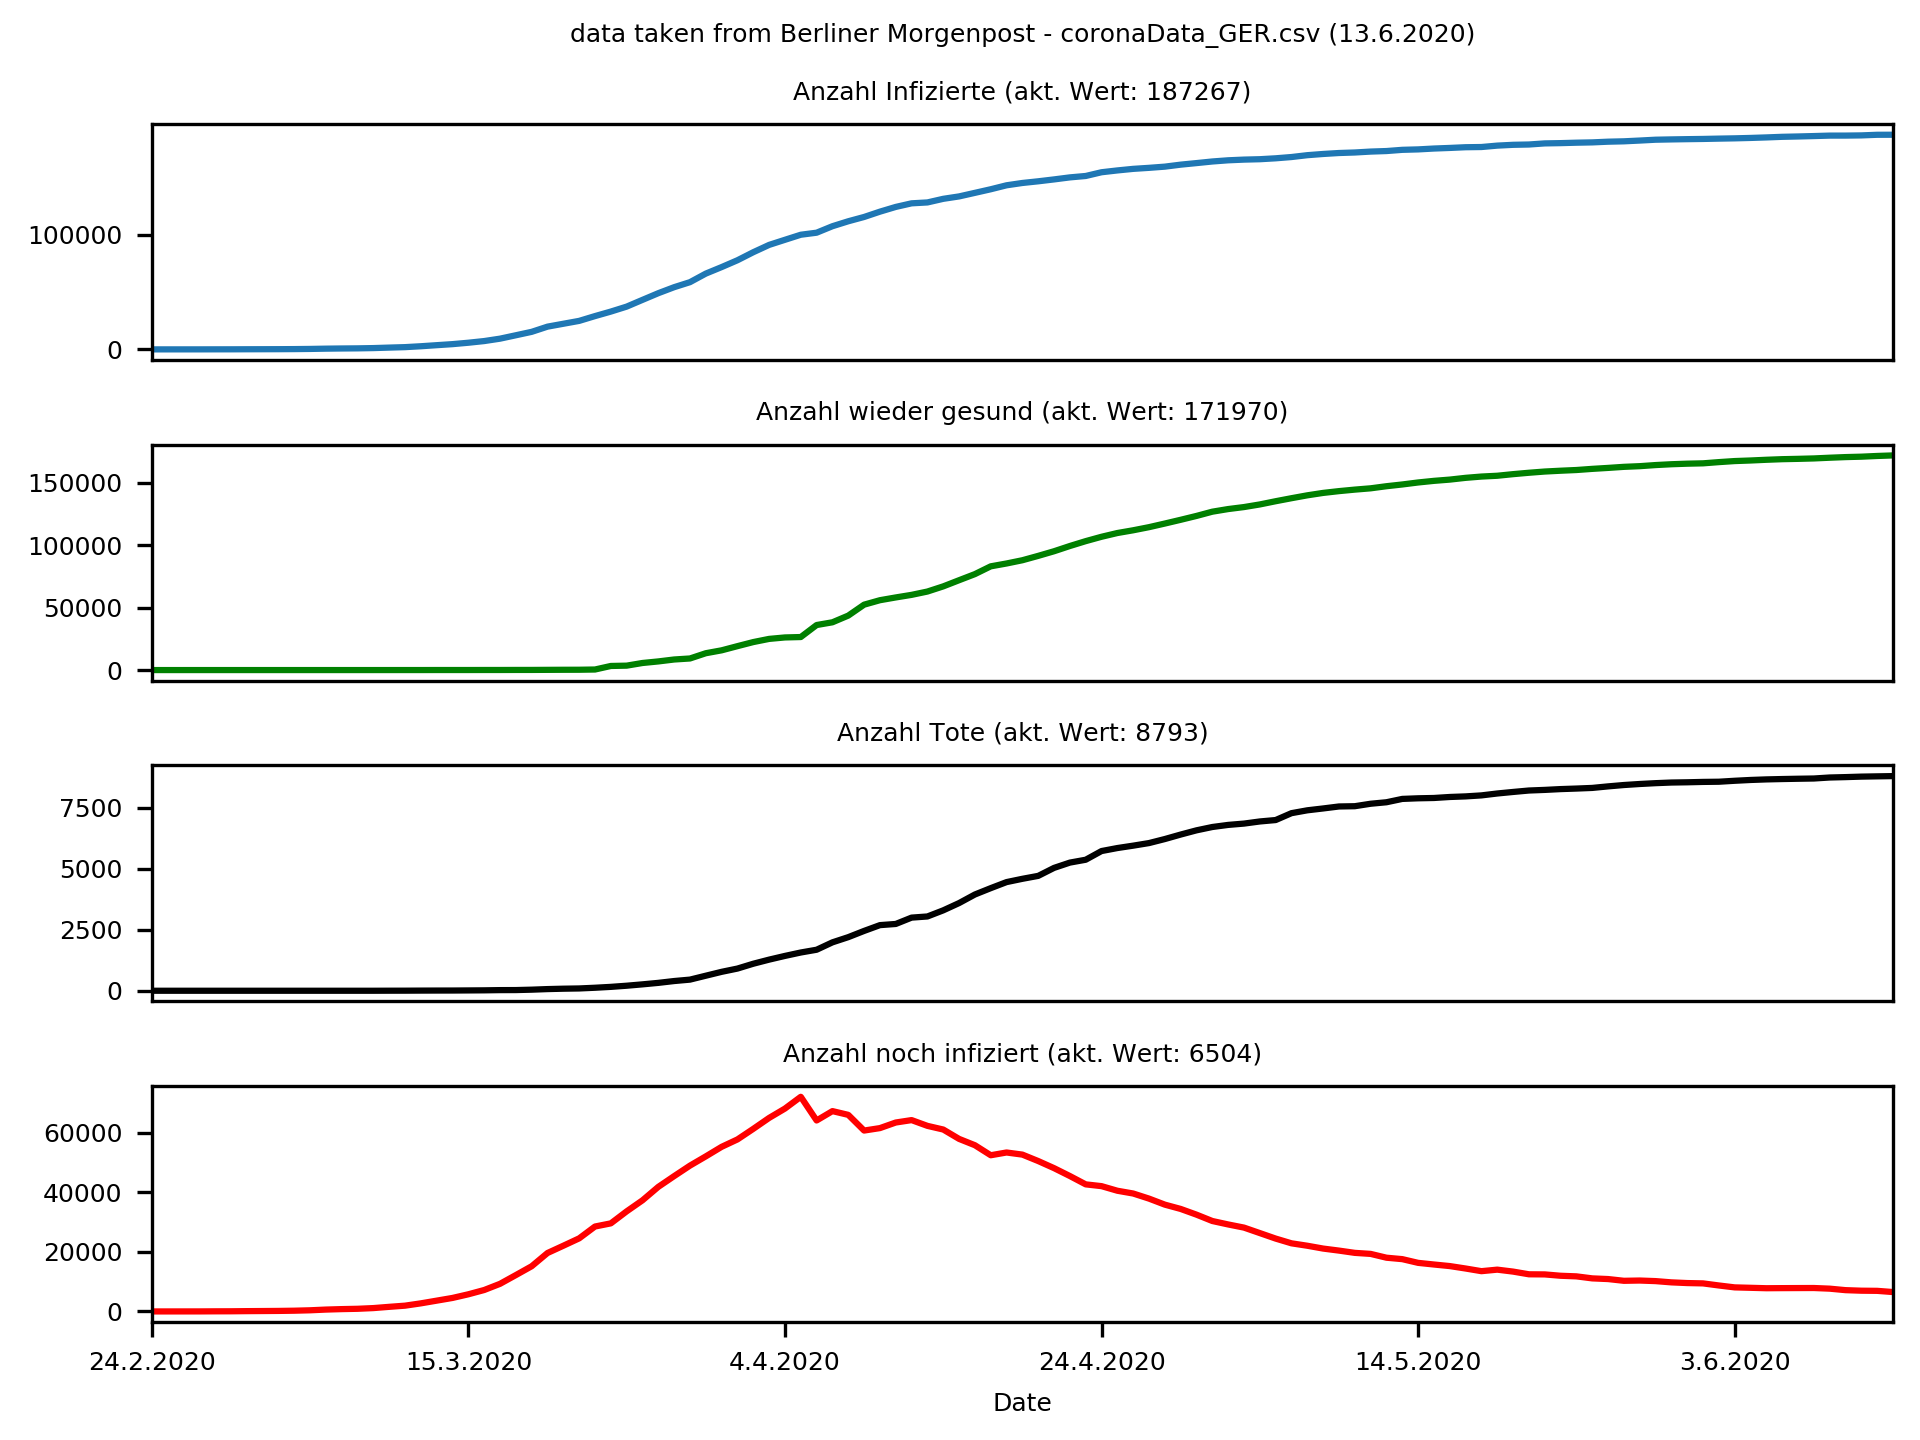 data taken from Berliner Morgenpost - coronaData_GER.csv (13.6.2020)
Anzahl Infizierte (akt. Wert: 187267)
100000
0
Anzahl wieder gesund (akt. Wert: 171970)
150000
100000
50000
0
Anzahl Tote (akt. Wert: 8793)
7500
5000
2500
0
Anzahl noch infiziert (akt. Wert: 6504)
60000
40000
20000
0
24.2.2020 15.3.2020 4.4.2020 24.4.2020 14.5.2020 3.6.2020
Date